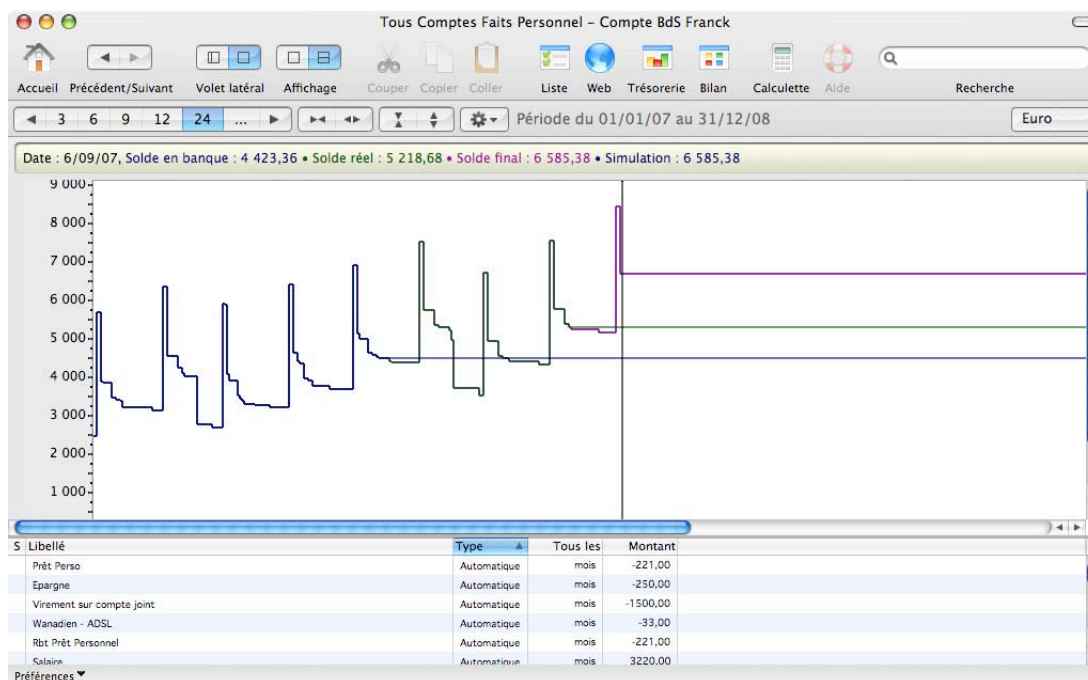 Tous Comptes Faits Personnel – Compte BdS Franck
Accueil Précédent/Suivant Volet latéral Affichage Couper Copier Coller Liste Web Trésorerie Bilan Calculette Aide Recherche
3 6 9 12 24 ... Période du 01/01/07 au 31/12/08 Euro
Date : 6/09/07, Solde en banque : 4 423,36 • Solde réel : 5 218,68 • Solde final : 6 585,38 • Simulation : 6 585,38
9 000
8 000
7 000
6 000
5 000
4 000
3 000
2 000
1 000
S Libellé Type Tous les Montant
Prêt Perso Automatique mois -221,00
Epargne Automatique mois -250,00
Virement sur compte joint Automatique mois -1500,00
Wanadien - ADSL Automatique mois -33,00
Rbt Prêt Personnel Automatique mois -221,00
Salaire Automatique mois 3220,00
Préférences